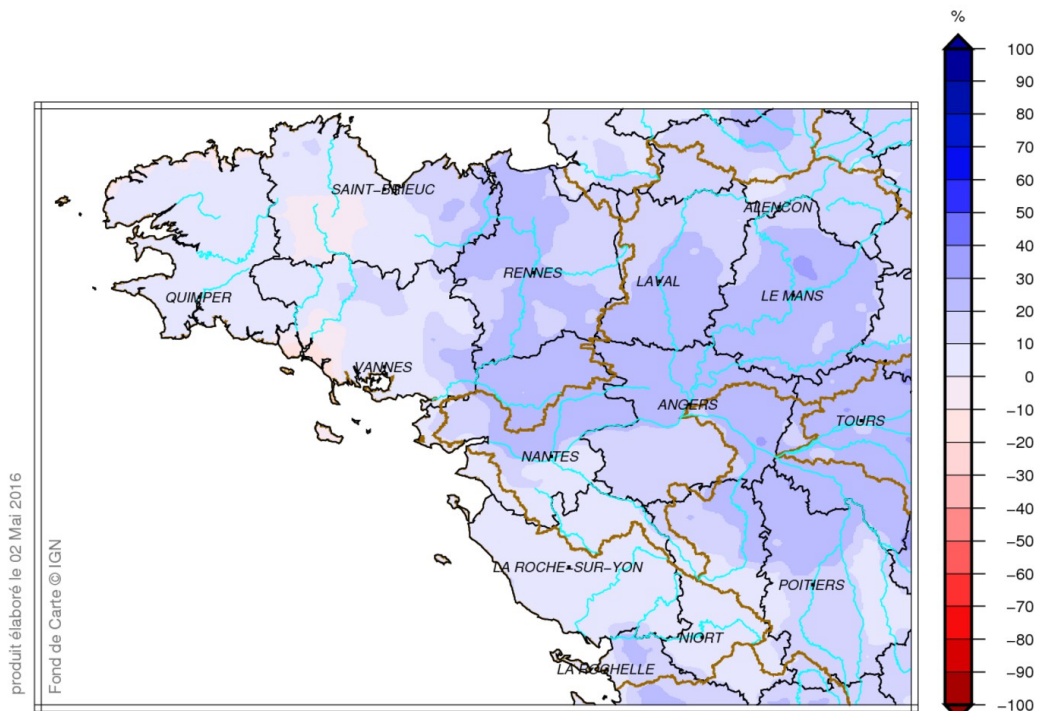 %
100
90
80
70
60
50
40
30
20
10
0
−10
−20
−30
−40
−50
−60
−70
−80
−90
−100
SAINT−BRIEUC
ALENCON
RENNES
LAVAL
LE MANS
QUIMPER
VANNES
ANGERS
TOURS
NANTES
LA ROCHE−SUR−YON
POITIERS
NIORT
LA ROCHELLE
produit élaboré le 02 Mai 2016
Fond de Carte © IGN